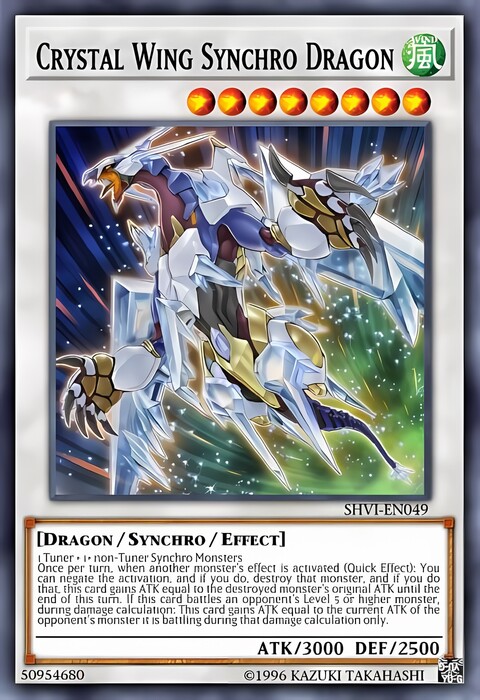 CRYSTAL WING SYNCHRO DRAGON 風
SHVI-EN049
[DRAGON / SYNCHRO / EFFECT]
1 Tuner + 1+ non-Tuner Synchro Monsters
Once per turn, when another monster's effect is activated (Quick Effect): You
can negate the activation, and if you do, destroy that monster, and if you do
that, this card gains ATK equal to the destroyed monster's original ATK until the
end of this turn. If this card battles an opponent's Level 5 or higher monster,
during damage calculation: This card gains ATK equal to the current ATK of the
opponent's monster it is battling during that damage calculation only.
ATK/3000 DEF/2500
50954680 ©1996 KAZUKI TAKAHASHI